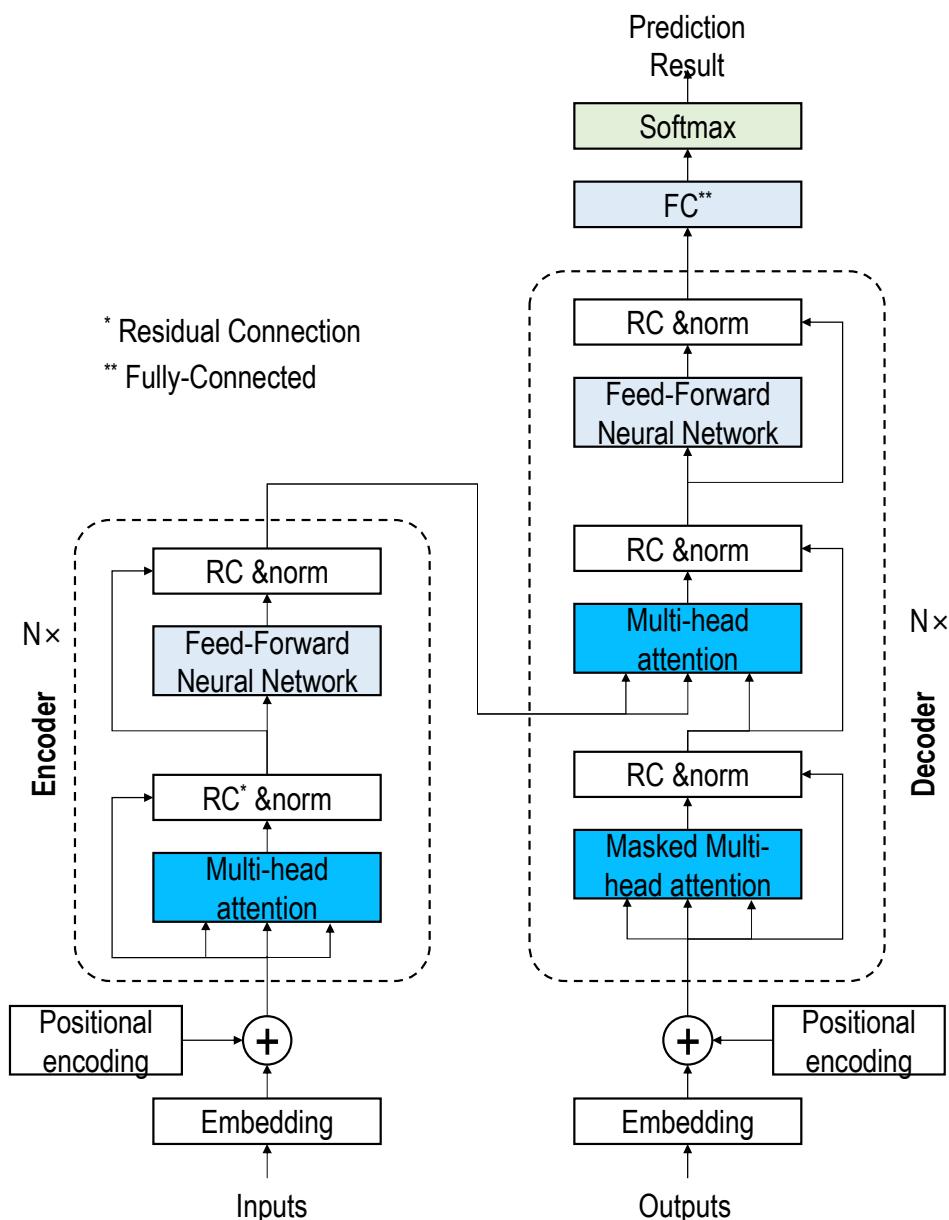 Prediction
Result
Softmax
FC**
RC &norm
* Residual Connection
** Fully-Connected
Feed-Forward
Neural Network
RC &norm
RC &norm
N×
Feed-Forward
Neural Network
Multi-head
attention
N×
Encoder
Decoder
RC* &norm
RC &norm
Multi-head
attention
Masked Multi-
head attention
Positional
encoding
+
+
Positional
encoding
Embedding
Embedding
Inputs
Outputs